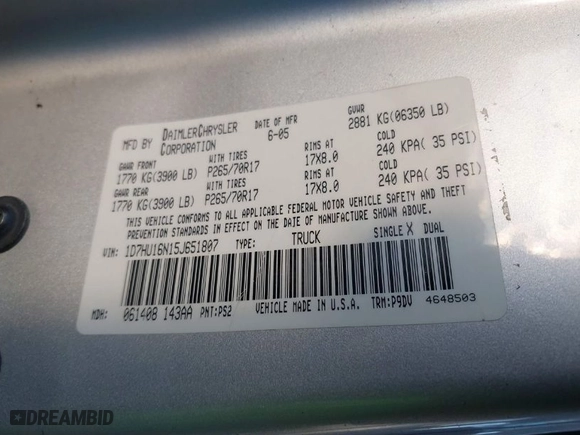 MFD BY DAIMLERCHRYSLER CORPORATION DATE OF MFR 6-05 GVWR 2881 KG(06350 LB)
GAWR FRONT WITH TIRES RIMS AT COLD
1770 KG(3900 LB) P265/70R17 17X8.0 240 KPA( 35 PSI)
GAWR REAR WITH TIRES RIMS AT COLD
1770 KG(3900 LB) P265/70R17 17X8.0 240 KPA( 35 PSI)
THIS VEHICLE CONFORMS TO ALL APPLICABLE FEDERAL MOTOR VEHICLE SAFETY AND THEFT
PREVENTION STANDARDS IN EFFECT ON THE DATE OF MANUFACTURE SHOWN ABOVE.
VIN: 1D7HU16N15J651807 TYPE: TRUCK SINGLE X DUAL
MDH: 061408 143AA PNT:PS2 VEHICLE MADE IN U.S.A. TRM:P9DV 4648503
DREAMBID